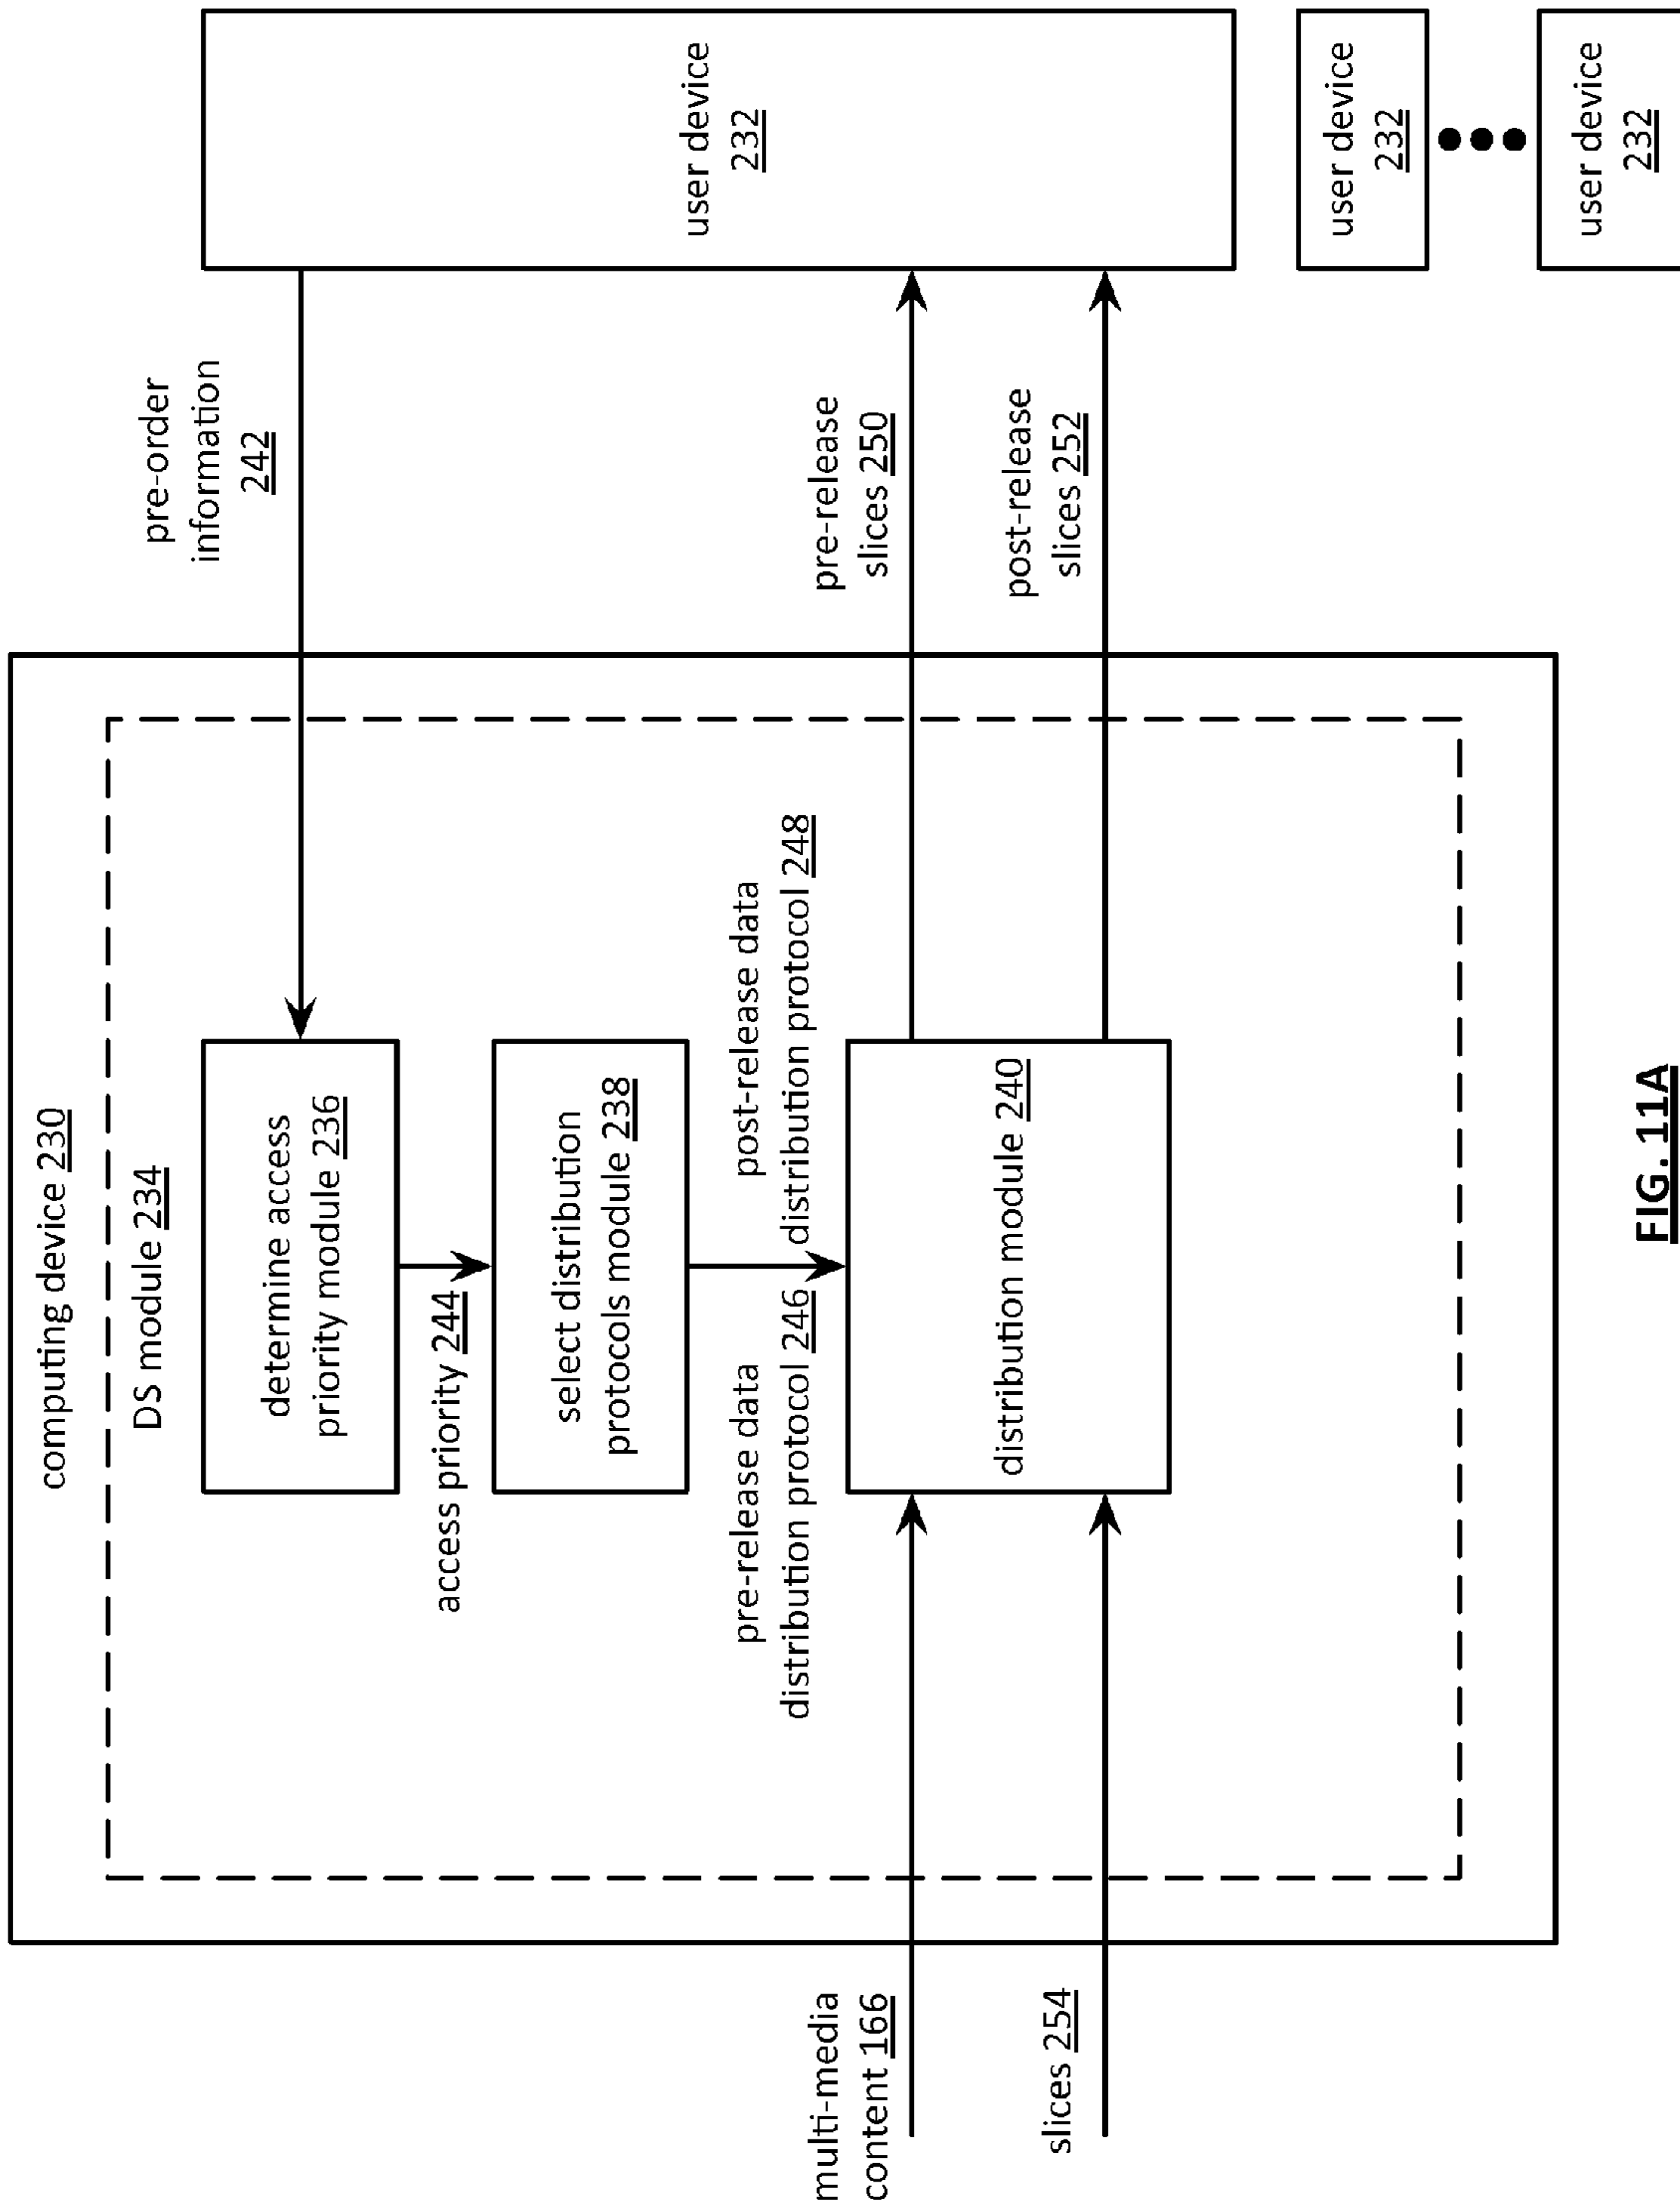 computing device 230
DS module 234
determine access
priority module 236
access priority 244
select distribution
protocols module 238
pre-release data
distribution protocol 246
post-release data
distribution protocol 248
distribution module 240
multi-media
content 166
slices 254
pre-order
information
242
pre-release
slices 250
post-release
slices 252
user device
232
user device
232
user device
232
FIG. 11A